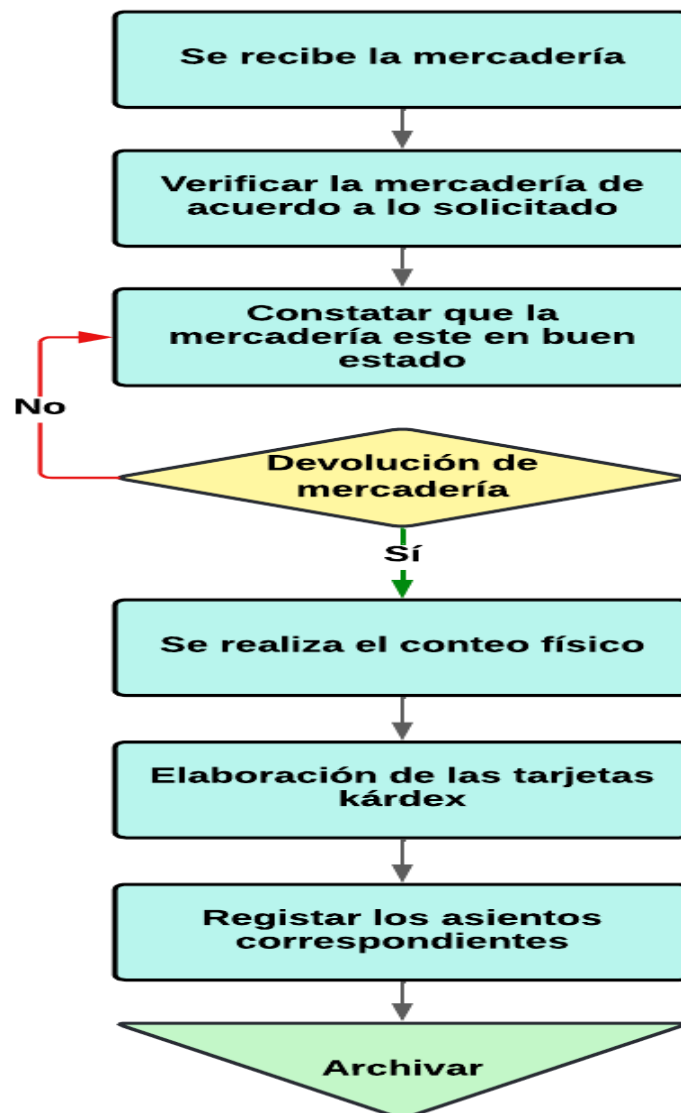 Se recibe la mercadería
Verificar la mercadería de
acuerdo a lo solicitado
Constatar que la
mercadería este en buen
estado
No
Devolución de
mercadería
Sí
Se realiza el conteo físico
Elaboración de las tarjetas
kárdex
Registar los asientos
correspondientes
Archivar